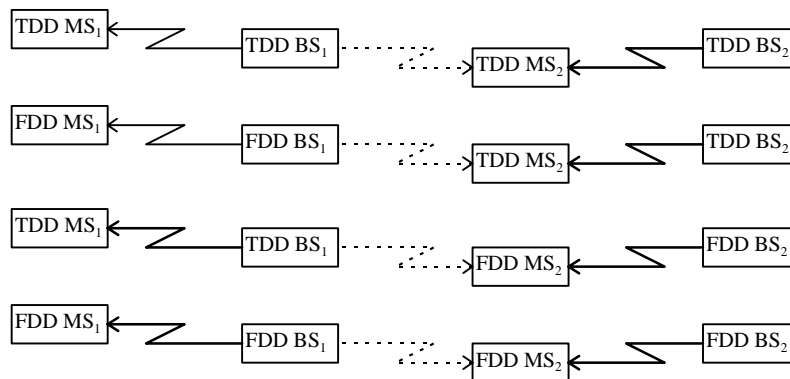 TDD MS₁ TDD BS₁ TDD MS₂ TDD BS₂
FDD MS₁ FDD BS₁ TDD MS₂ TDD BS₂
TDD MS₁ TDD BS₁ FDD MS₂ FDD BS₂
FDD MS₁ FDD BS₁ FDD MS₂ FDD BS₂